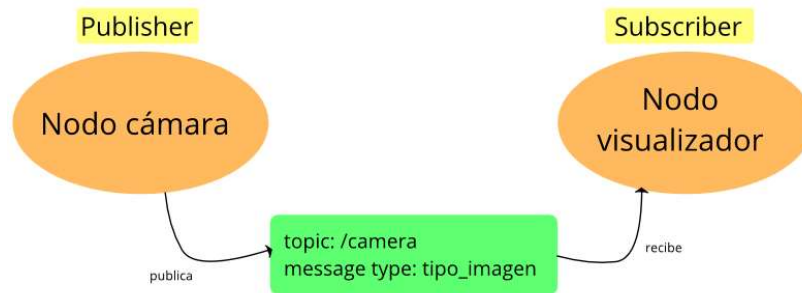 Publisher
Subscriber
Nodo cámara
Nodo
visualizador
topic: /camera
message type: tipo_imagen
publica
recibe